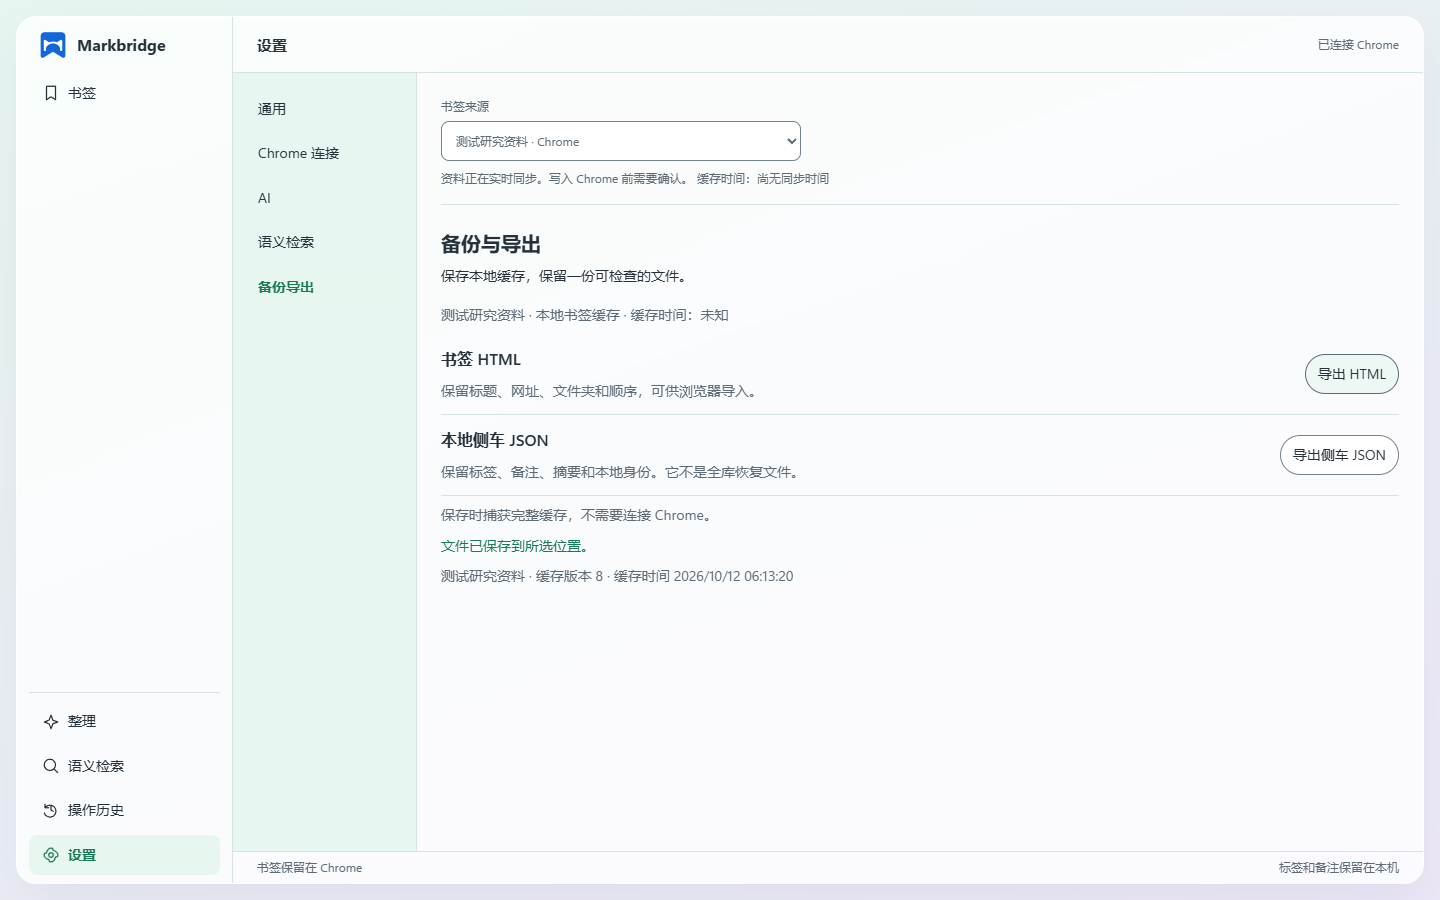 Markbridge
书签
整理
语义检索
操作历史
设置
设置
已连接 Chrome
通用
Chrome 连接
AI
语义检索
备份导出
书签来源
测试研究资料 · Chrome
资料正在实时同步。写入 Chrome 前需要确认。 缓存时间：尚无同步时间
备份与导出
保存本地缓存，保留一份可检查的文件。
测试研究资料 · 本地书签缓存 · 缓存时间：未知
书签 HTML
保留标题、网址、文件夹和顺序，可供浏览器导入。
导出 HTML
本地侧车 JSON
保留标签、备注、摘要和本地身份。它不是全库恢复文件。
导出侧车 JSON
保存时捕获完整缓存，不需要连接 Chrome。
文件已保存到所选位置。
测试研究资料 · 缓存版本 8 · 缓存时间 2026/10/12 06:13:20
书签保留在 Chrome
标签和备注保留在本机